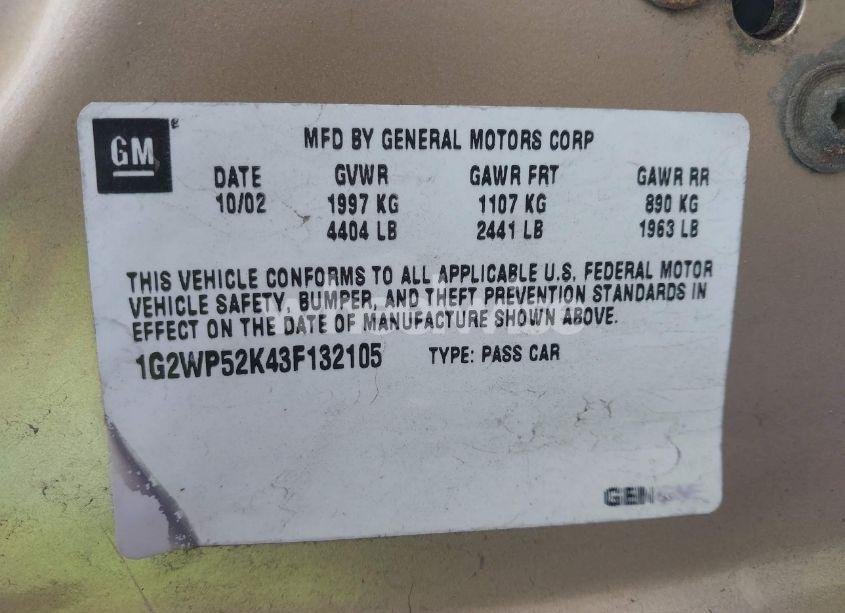 GM
MFD BY GENERAL MOTORS CORP
DATE GVWR GAWR FRT GAWR RR
10/02 1997 KG 1107 KG 890 KG
4404 LB 2441 LB 1963 LB
THIS VEHICLE CONFORMS TO ALL APPLICABLE U.S. FEDERAL MOTOR
VEHICLE SAFETY, BUMPER, AND THEFT PREVENTION STANDARDS IN
EFFECT ON THE DATE OF MANUFACTURE SHOWN ABOVE.
1G2WP52K43F132105 TYPE: PASS CAR